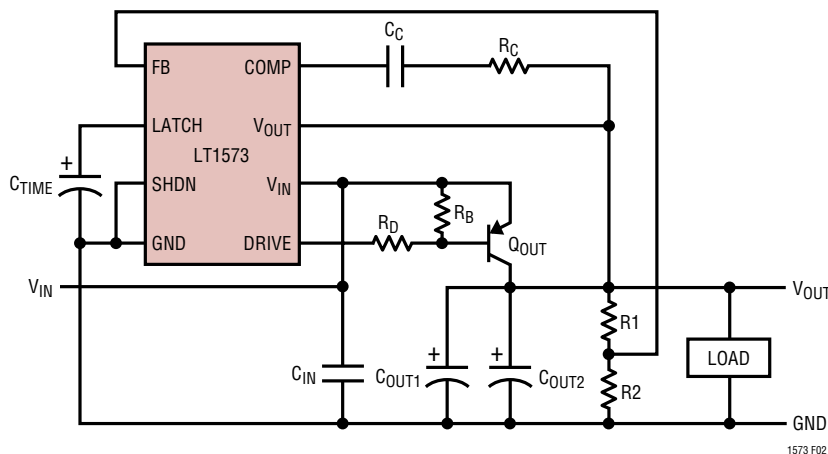 C_C
R_C
FB
COMP
LATCH
V_OUT
LT1573
C_TIME
+
SHDN
V_IN
R_B
R_D
Q_OUT
GND
DRIVE
V_IN
V_OUT
R1
C_IN
C_OUT1
+
+
C_OUT2
LOAD
R2
GND
1573 F02